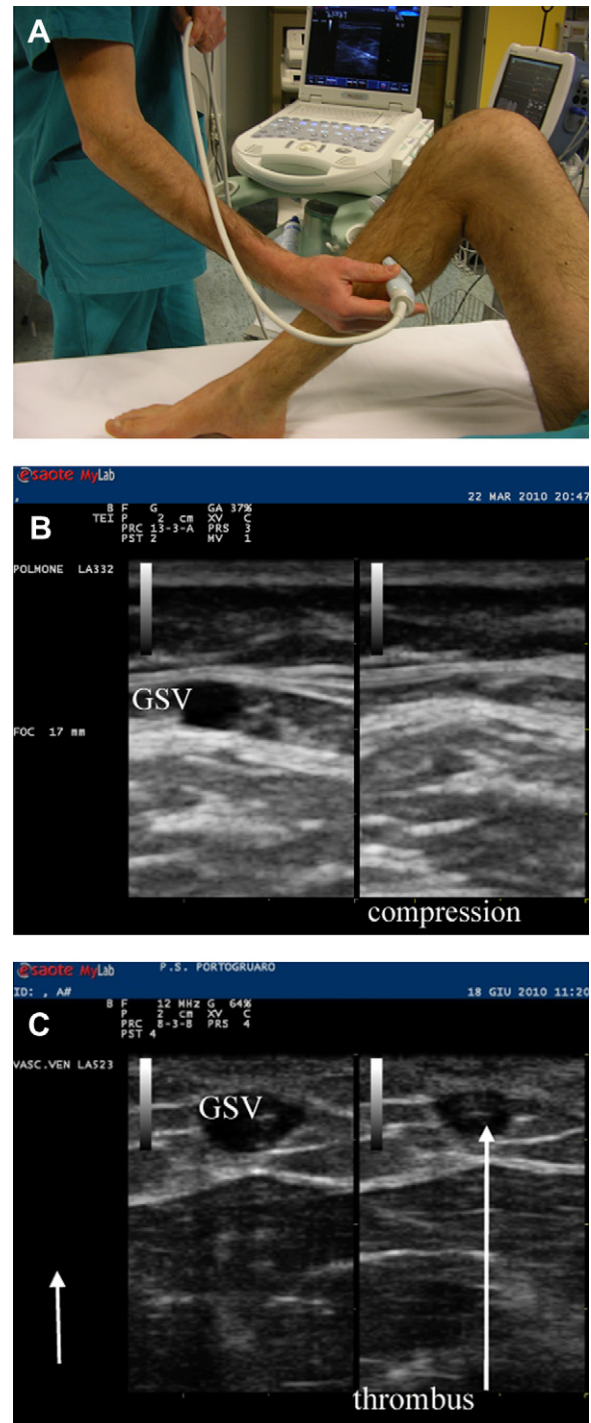 A
esaote MyLab
,
22 MAR 2010 20:47
B F G GA 37%
TEI P 2 cm XV C
PRC 13-3-A PRS 3
PST 2 MV 1
B
POLMONE LA332
GSV
FOC 17 mm
compression
esaote MyLab P.S. PORTOGRUARO
ID: , A# 18 GIU 2010 11:20
B F 12 MHz G 64%
P 2 cm XV C
PRC 8-3-B PRS 4
PST 4
C
VASC.VEN LA523
GSV
thrombus